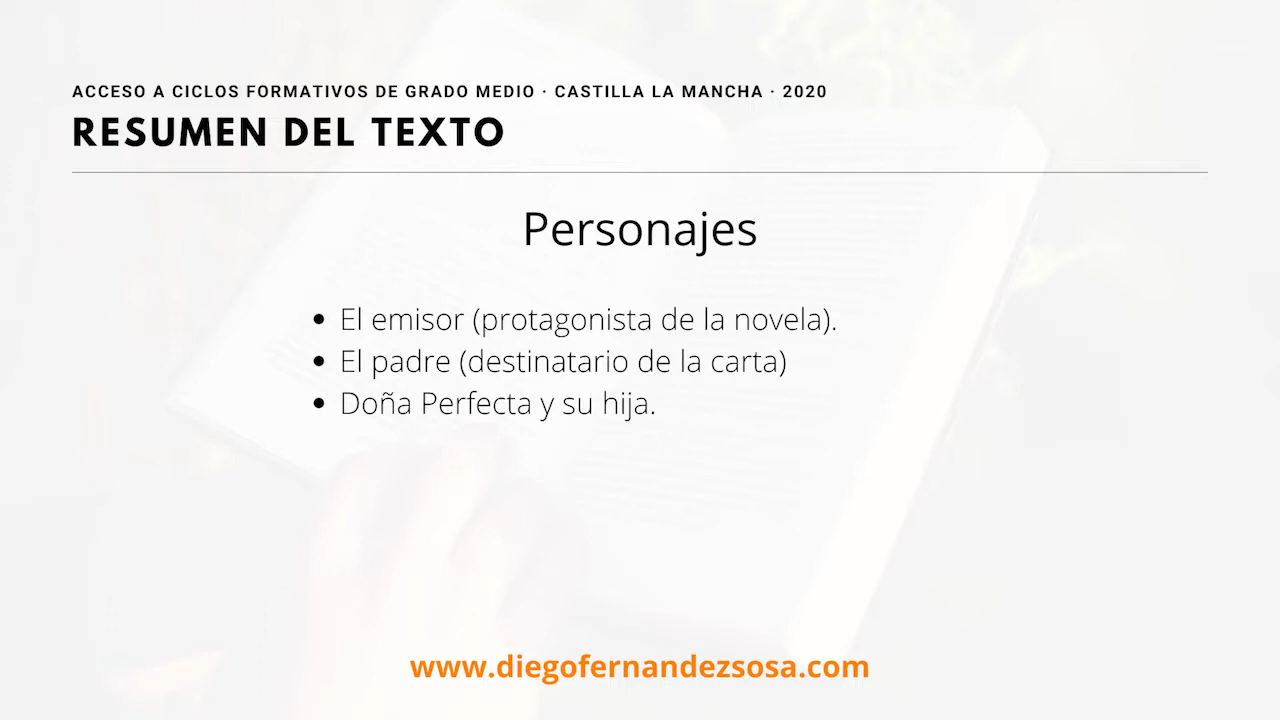 ACCESO A CICLOS FORMATIVOS DE GRADO MEDIO · CASTILLA LA MANCHA · 2020
RESUMEN DEL TEXTO
Personajes
• El emisor (protagonista de la novela).
• El padre (destinatario de la carta)
• Doña Perfecta y su hija.
www.diegofernandezsosa.com